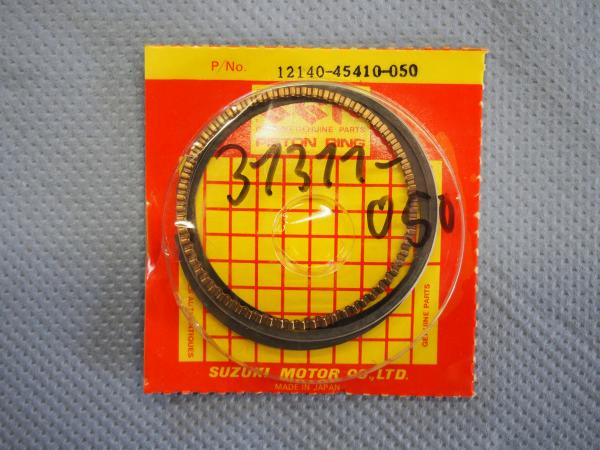 P/No. 12140-45410-050
GENUINE PARTS
PISTON RING
31311-
050
GENUINE PARTS
SUZUKI MOTOR CO.,LTD.
MADE IN JAPAN